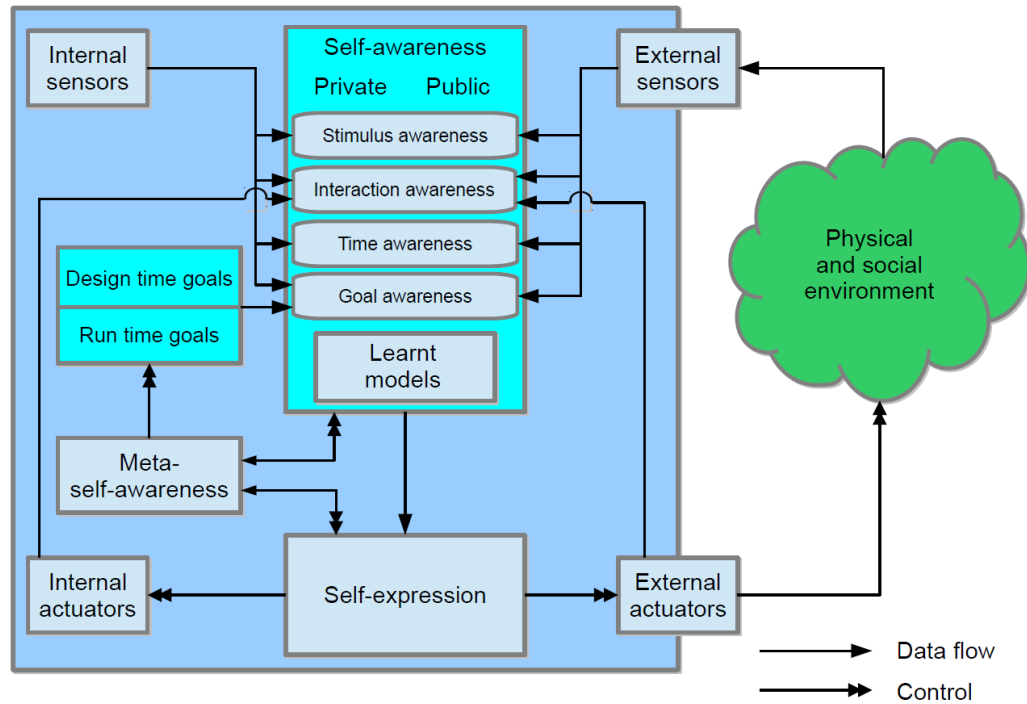 Internal
sensors
Self-awareness
Private Public
External
sensors
Stimulus awareness
Interaction awareness
Time awareness
Goal awareness
Design time goals
Run time goals
Learnt
models
Physical
and social
environment
Meta-
self-awareness
Internal
actuators
Self-expression
External
actuators
Data flow
Control